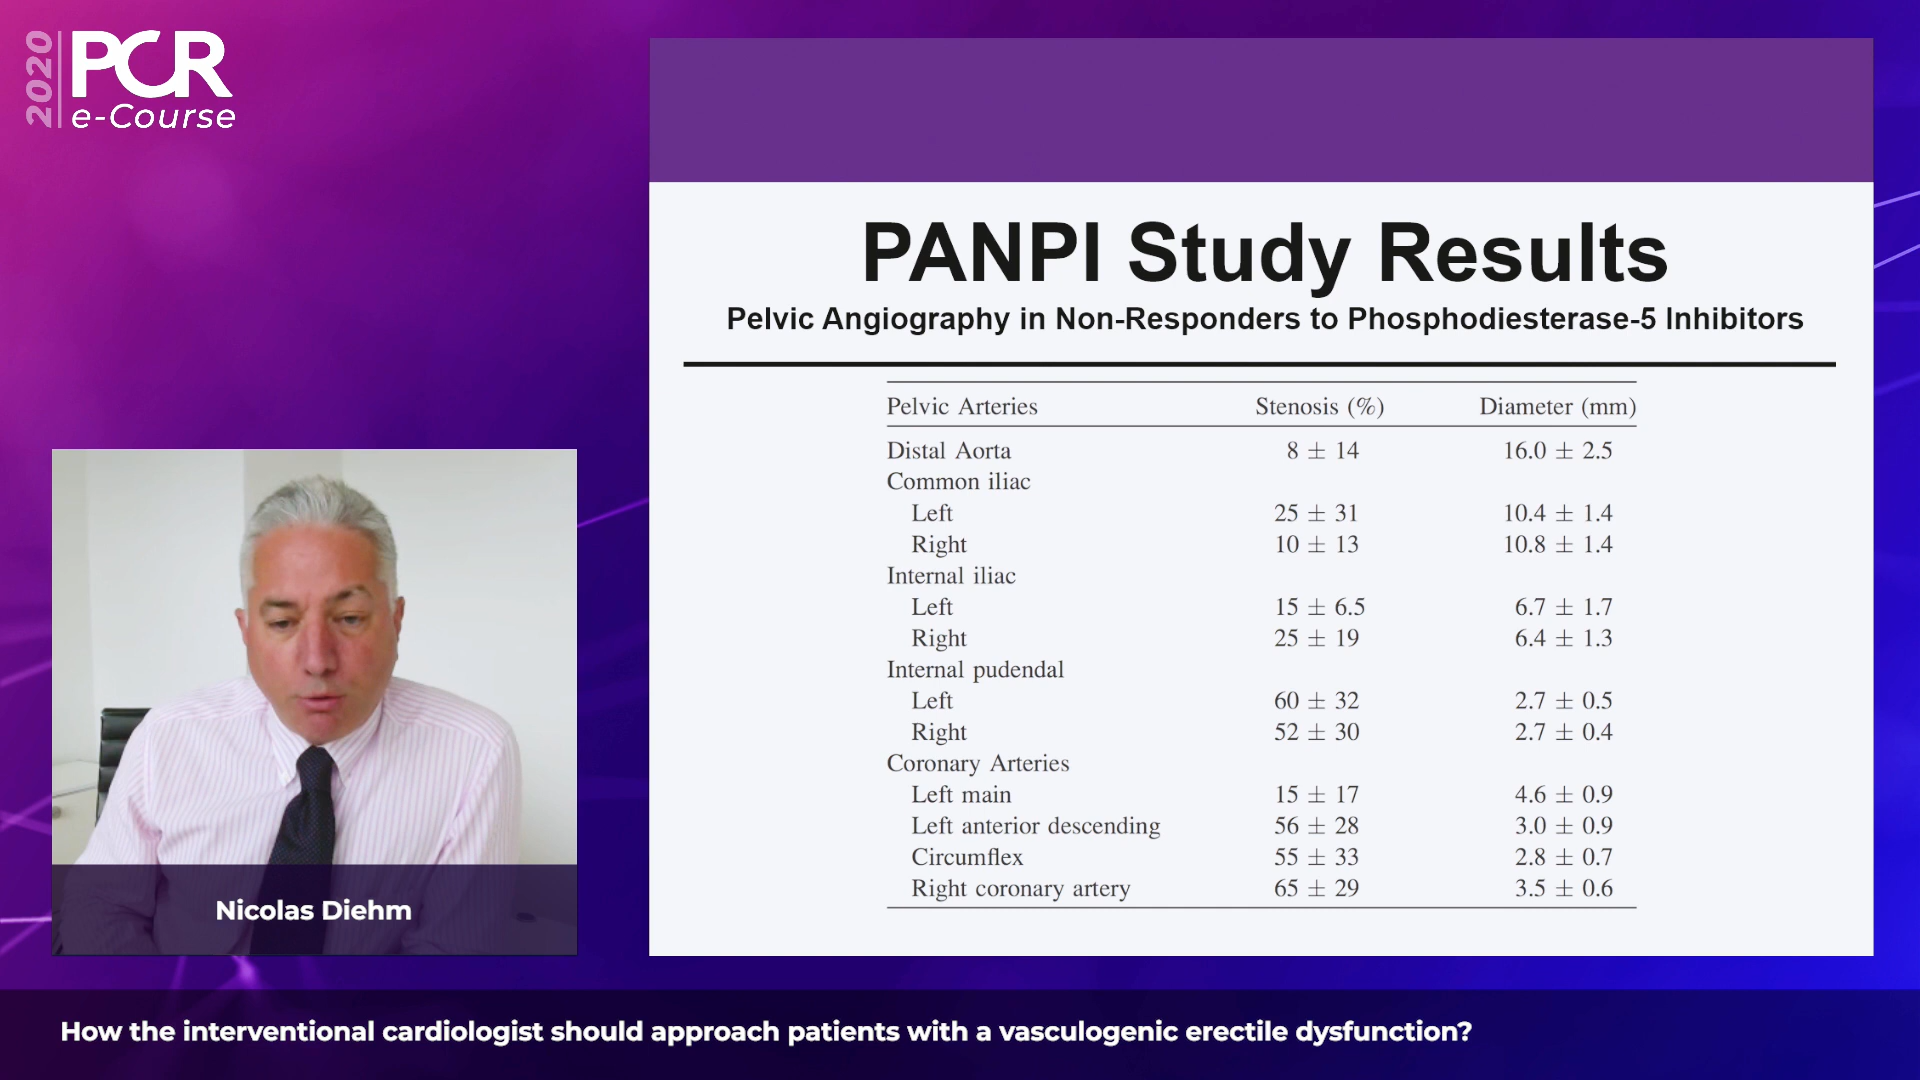 2020
PCR
e-Course
PANPI Study Results
Pelvic Angiography in Non-Responders to Phosphodiesterase-5 Inhibitors
Pelvic Arteries Stenosis (%) Diameter (mm)
Distal Aorta 8 ± 14 16.0 ± 2.5
Common iliac
Left 25 ± 31 10.4 ± 1.4
Right 10 ± 13 10.8 ± 1.4
Internal iliac
Left 15 ± 6.5 6.7 ± 1.7
Right 25 ± 19 6.4 ± 1.3
Internal pudendal
Left 60 ± 32 2.7 ± 0.5
Right 52 ± 30 2.7 ± 0.4
Coronary Arteries
Left main 15 ± 17 4.6 ± 0.9
Left anterior descending 56 ± 28 3.0 ± 0.9
Circumflex 55 ± 33 2.8 ± 0.7
Right coronary artery 65 ± 29 3.5 ± 0.6
Nicolas Diehm
How the interventional cardiologist should approach patients with a vasculogenic erectile dysfunction?